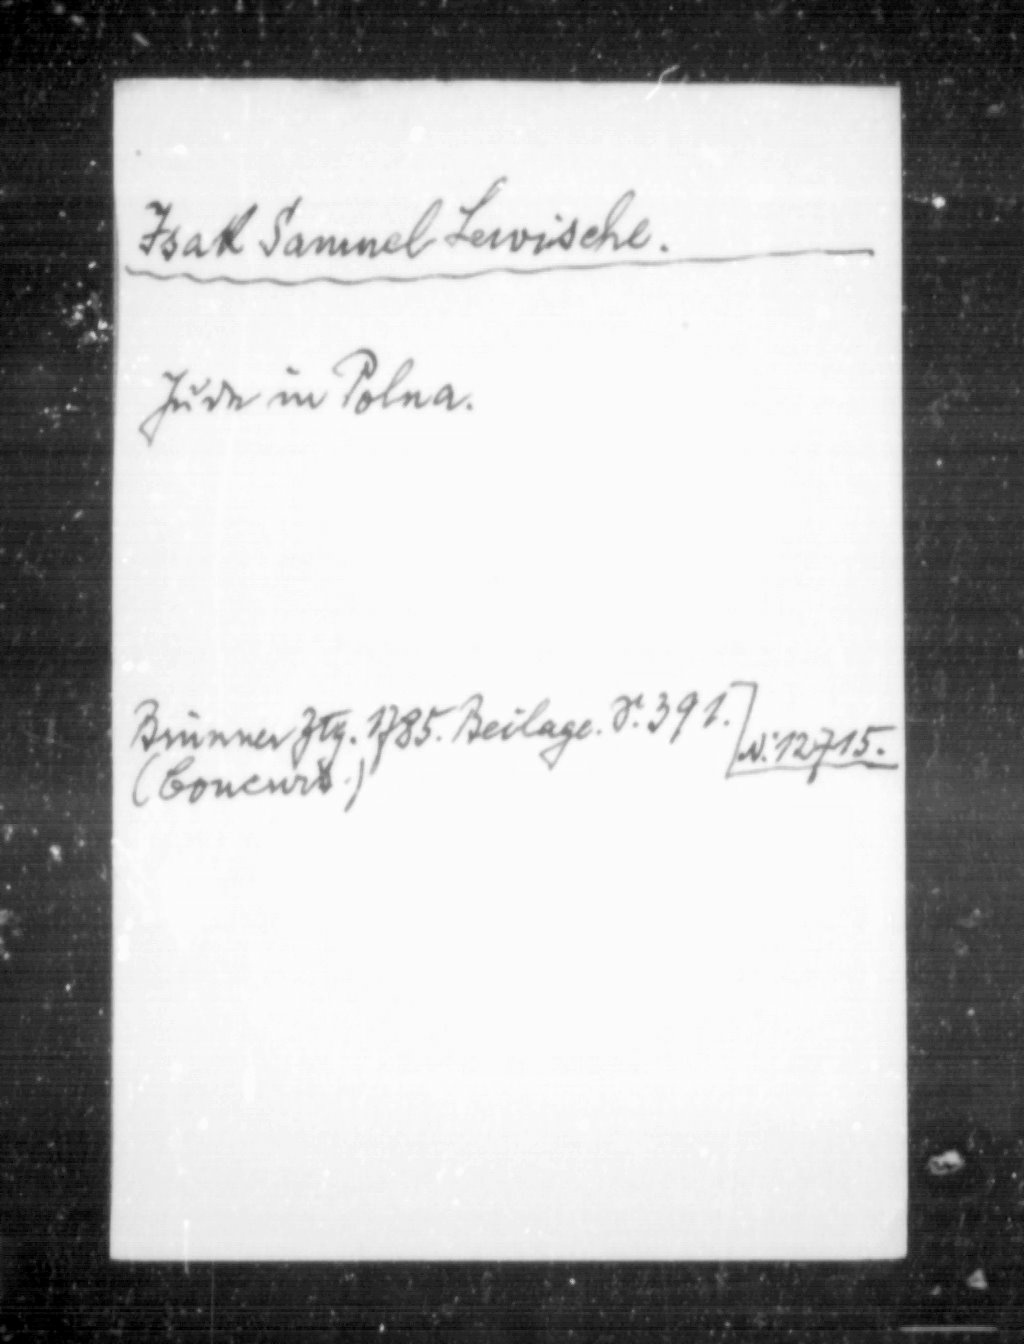 Isak Samuel Lewische.
Jude in Polna.
Brünner Ztg. 1785. Beilage. S. 391.
(Concurs.)
N: 12715.